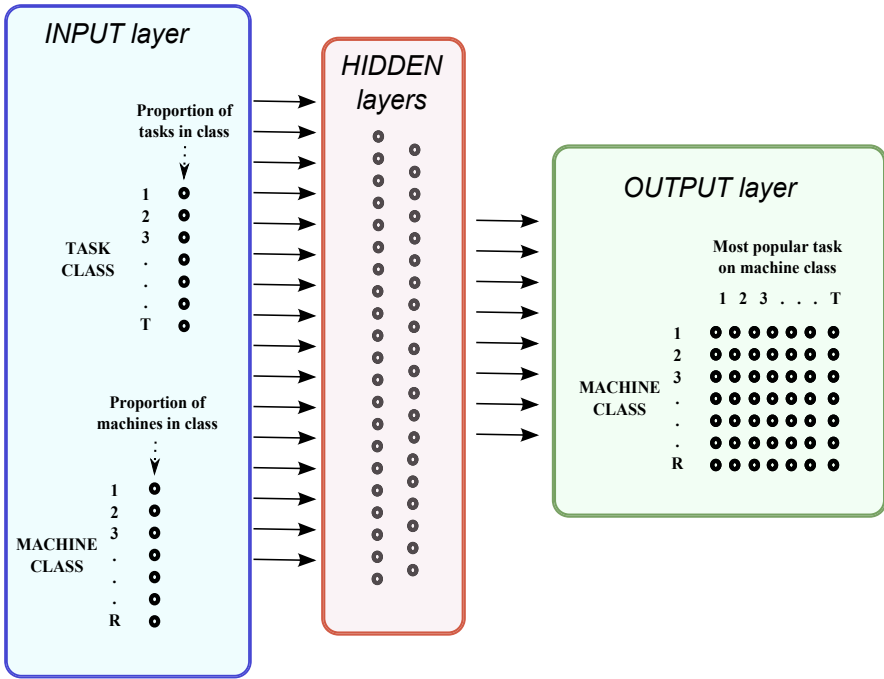 INPUT layer
Proportion of
tasks in class
1
2
3
TASK
CLASS
.
.
.
T
Proportion of
machines in class
1
2
3
MACHINE
CLASS
.
.
.
R
HIDDEN
layers
OUTPUT layer
Most popular task
on machine class
1 2 3 . . . T
1
2
3
MACHINE
CLASS
.
.
.
R